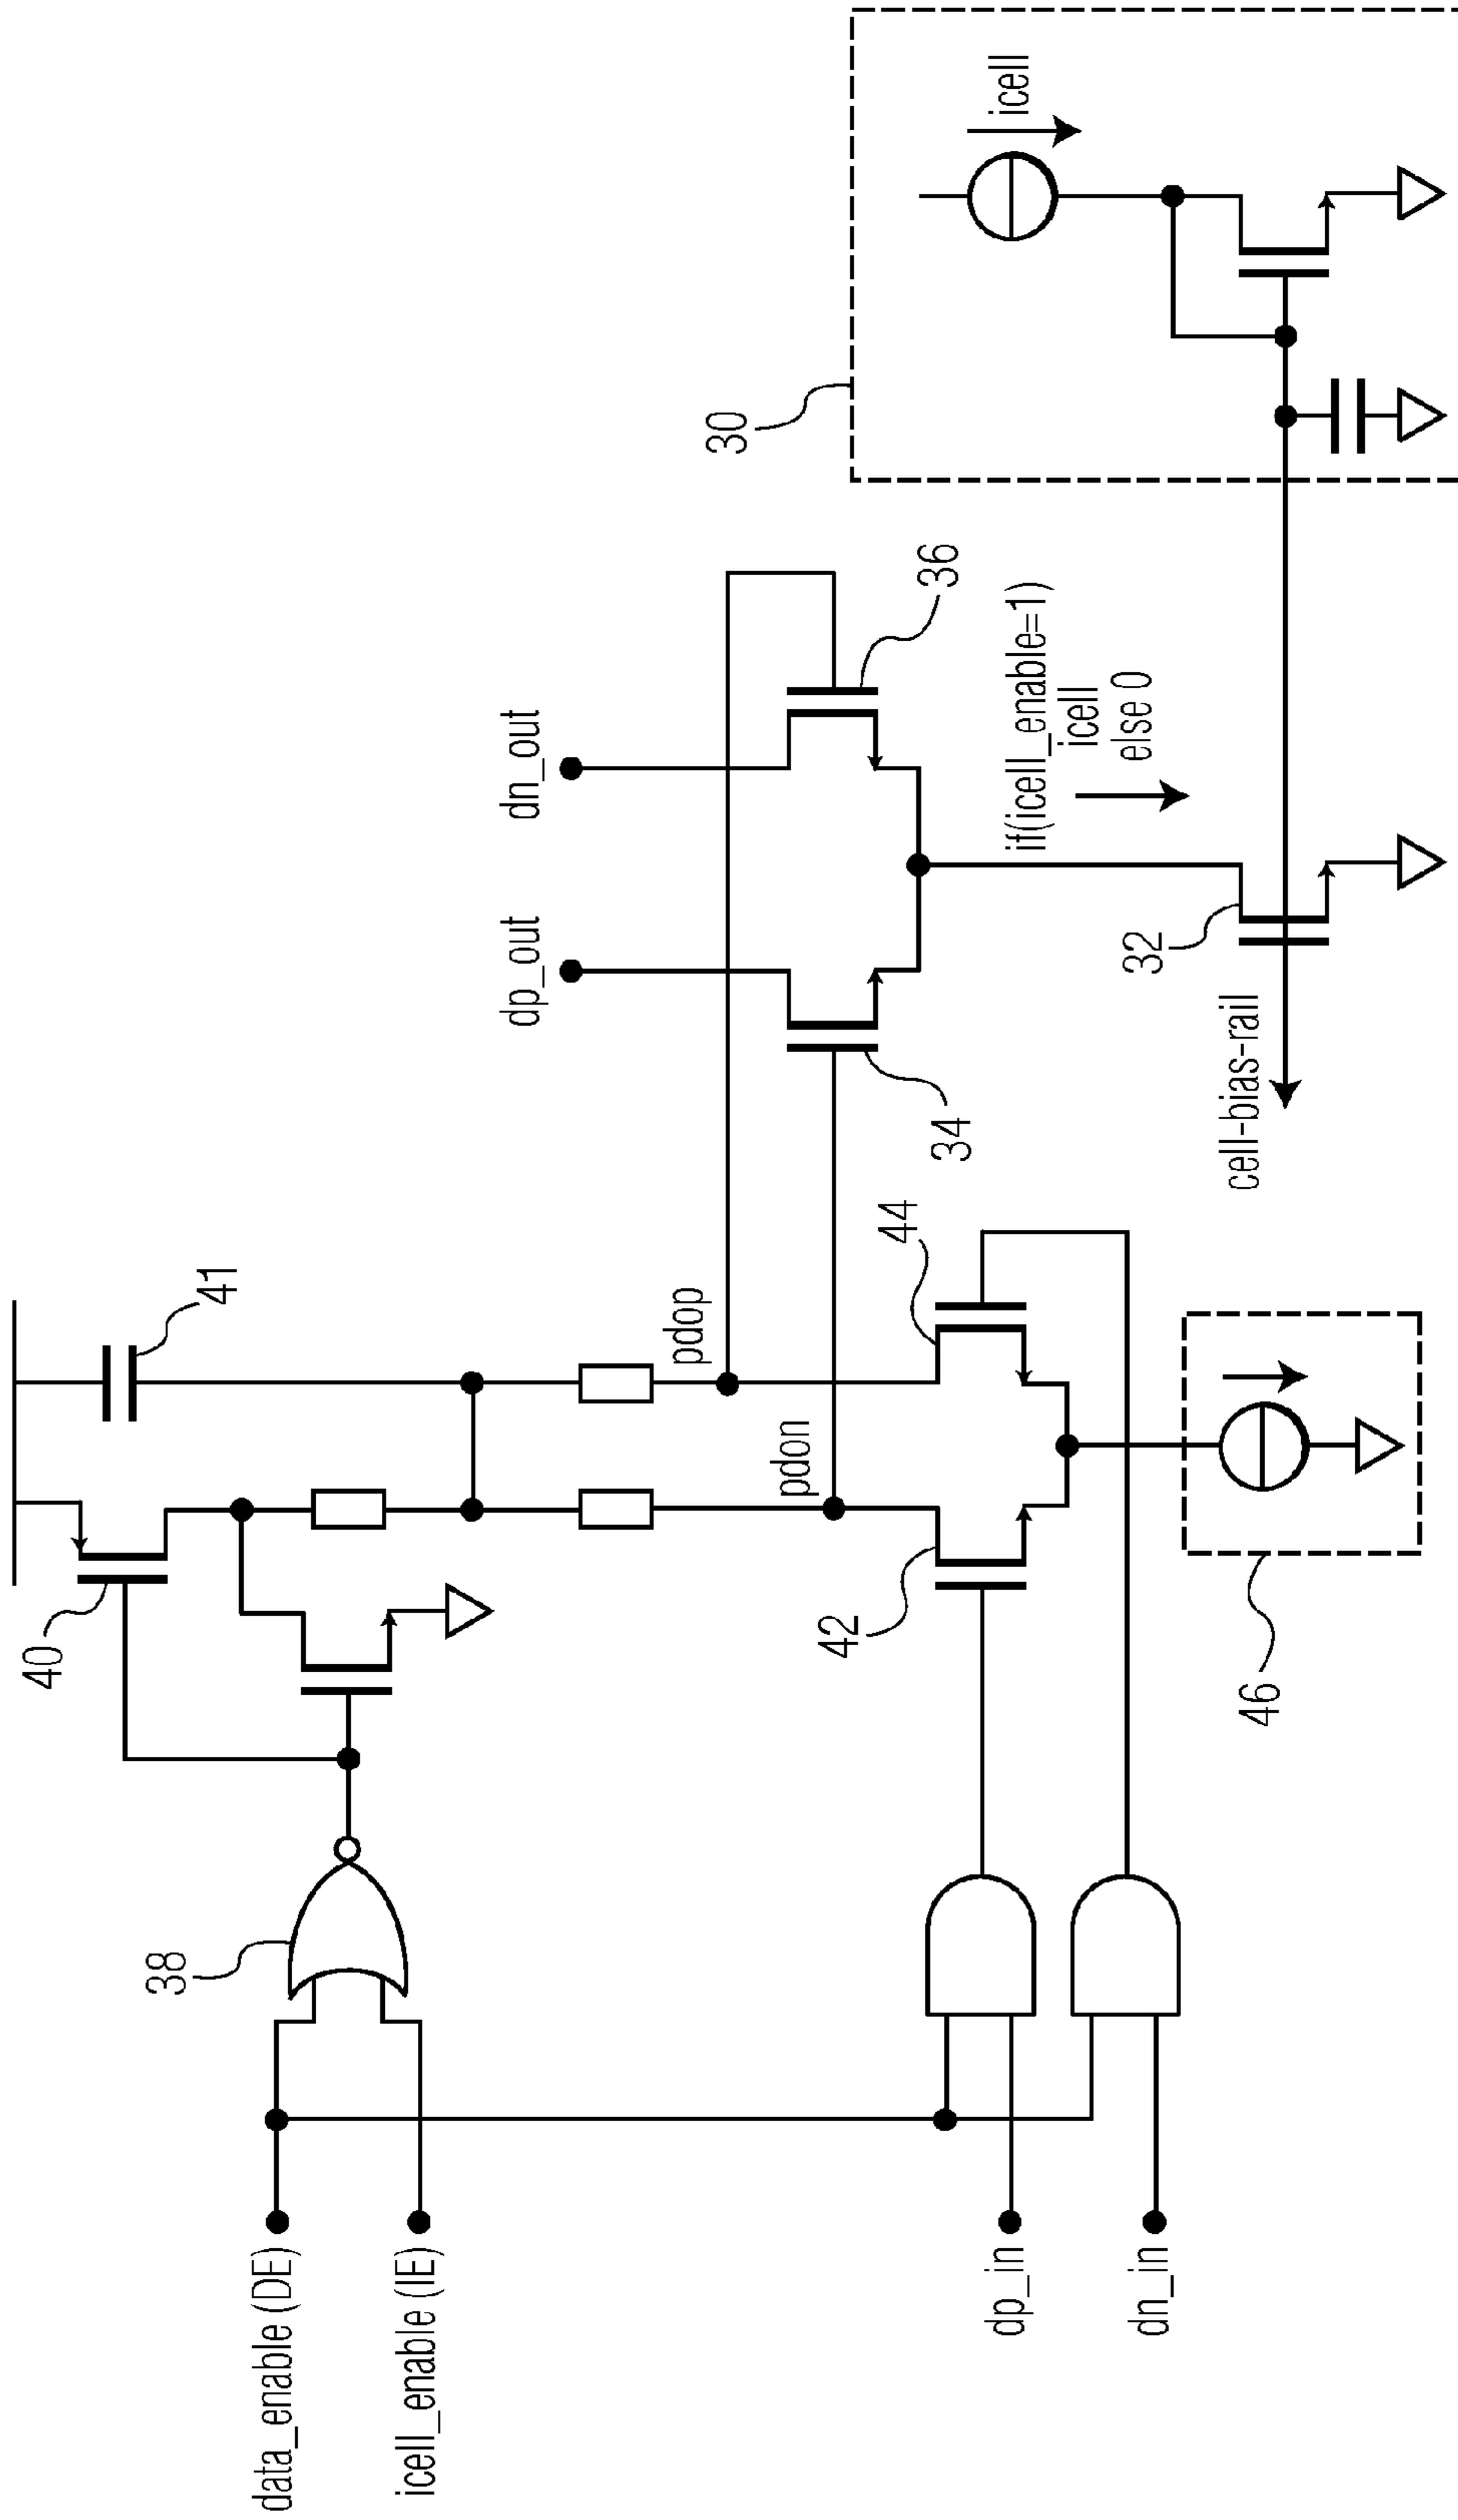 data_enable (DE)
icell_enable (IE)
dp_in
dn_in
38
40
41
42
44
46
pdon
pdop
34
36
dp_out
dn_out
if(icell_enable=1)
icell
else 0
32
cell-bias-rail
30
icell